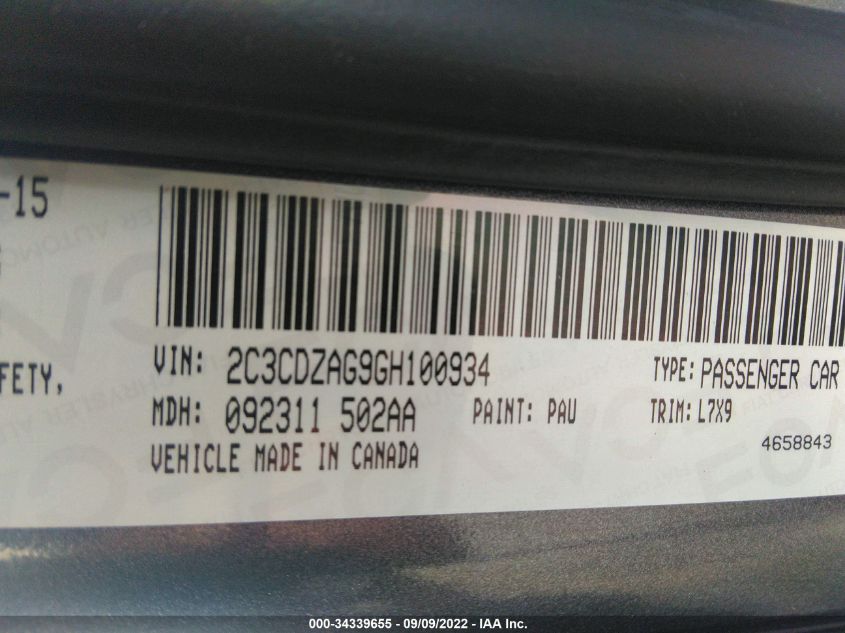 -15
VIN: 2C3CDZAG9GH100934 TYPE: PASSENGER CAR
FETY,
MDH: 092311 502AA PAINT: PAU TRIM: L7X9
VEHICLE MADE IN CANADA 4658843
000-34339655 - 09/09/2022 - IAA Inc.